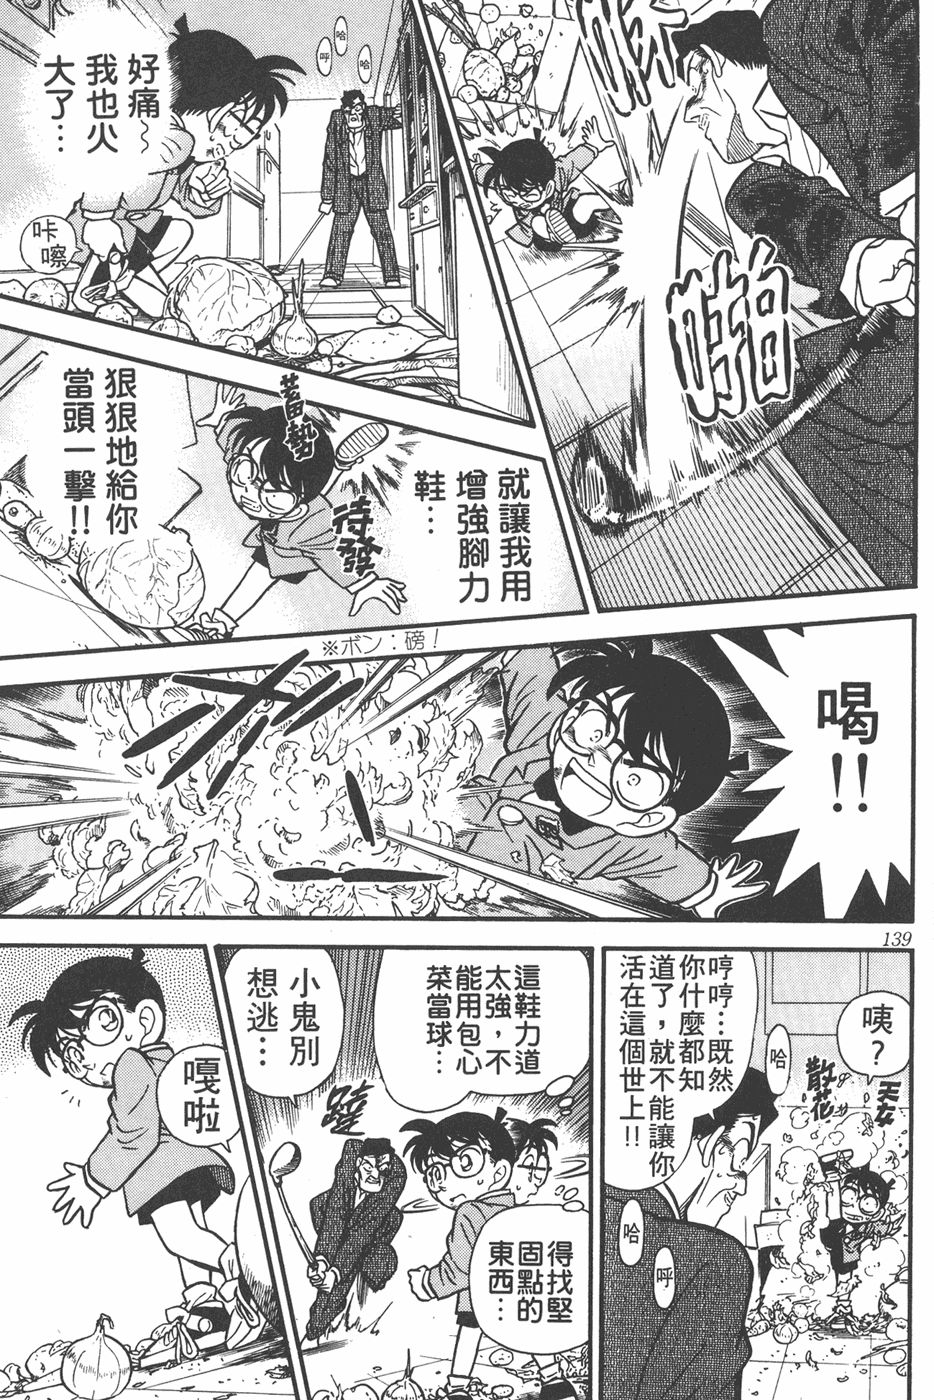 啪
好痛~
我也火
大了…
哈
哈
呼
咔
嚓
就讓我用
增強腳力
鞋…
蓄勢
待發
狠狠地給你
當頭一擊!!
※ボン：磅！
喝!!
139
咦?
天女
散花
哼哼…既然
你什麼都知
道了，就不能讓你
活在這個世上!!
哈
哈
呼
這鞋力道
太強，不
能用包心
菜當球…
得找堅
固點的
東西…
小鬼別
想逃…
嘎啦